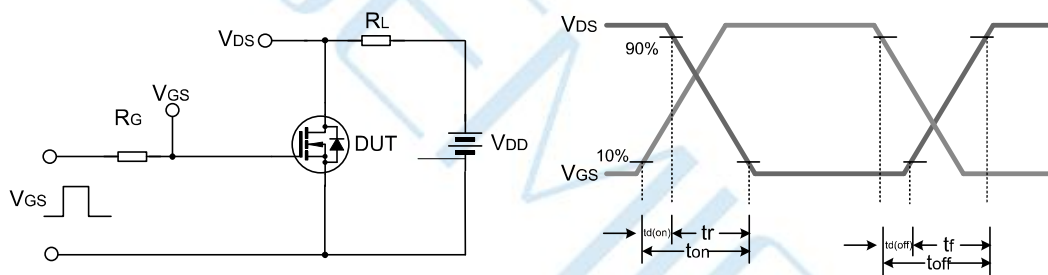 VDS
RL
VGS
RG
DUT
VDD
VGS
VDS
90%
10%
VGS
td(on)
tr
ton
td(off)
tf
toff